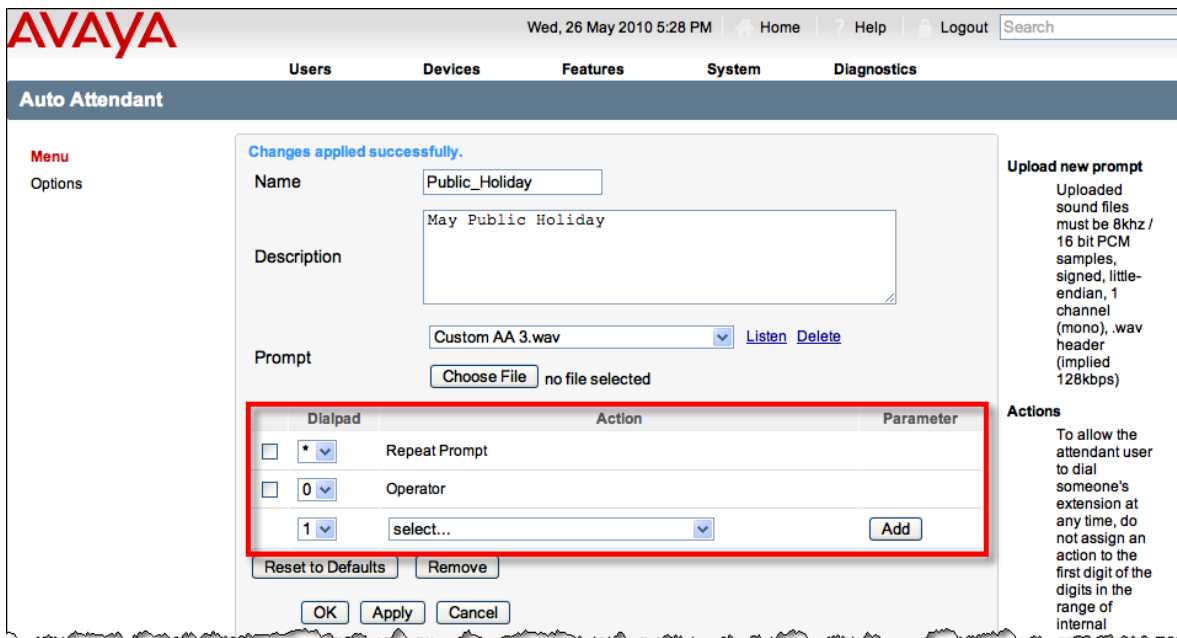 AVAYA
Wed, 26 May 2010 5:28 PM Home ? Help Logout Search
Users Devices Features System Diagnostics
Auto Attendant
Menu
Options
Changes applied successfully.
Name Public_Holiday
Description May Public Holiday
Prompt Custom AA 3.wav Listen Delete
Choose File no file selected
Dialpad Action Parameter
* Repeat Prompt
0 Operator
1 select... Add
Reset to Defaults Remove
OK Apply Cancel
Upload new prompt
Uploaded
sound files
must be 8khz /
16 bit PCM
samples,
signed, little-
endian, 1
channel
(mono), .wav
header
(implied
128kbps)
Actions
To allow the
attendant user
to dial
someone's
extension at
any time, do
not assign an
action to the
first digit of the
digits in the
range of
internal